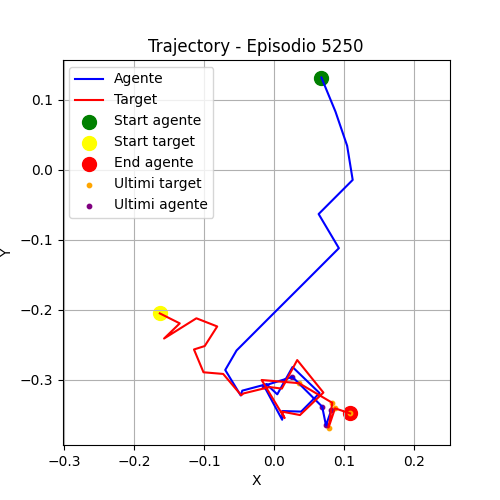 Trajectory - Episodio 5250
Agente
Target
Start agente
Start target
End agente
Ultimi target
Ultimi agente
0.1
0.0
−0.1
−0.2
−0.3
Y
−0.3
−0.2
−0.1
0.0
0.1
0.2
X